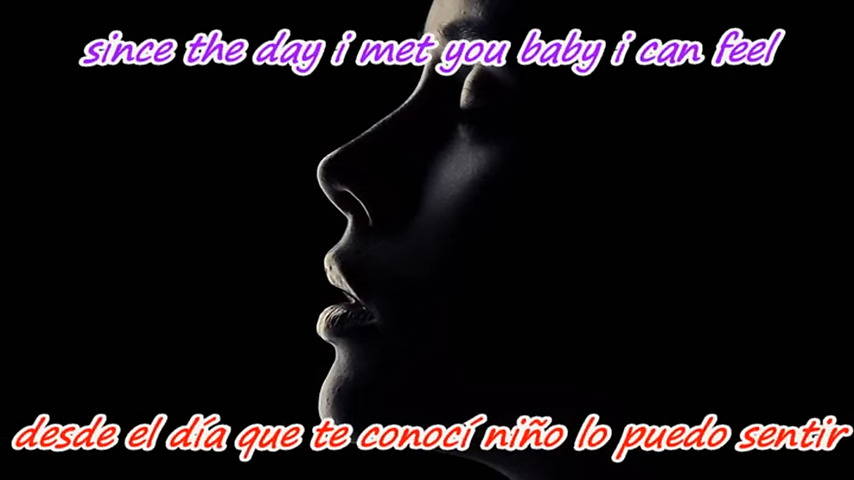 since the day i met you baby i can feel
desde el día que te conocí niño lo puedo sentir